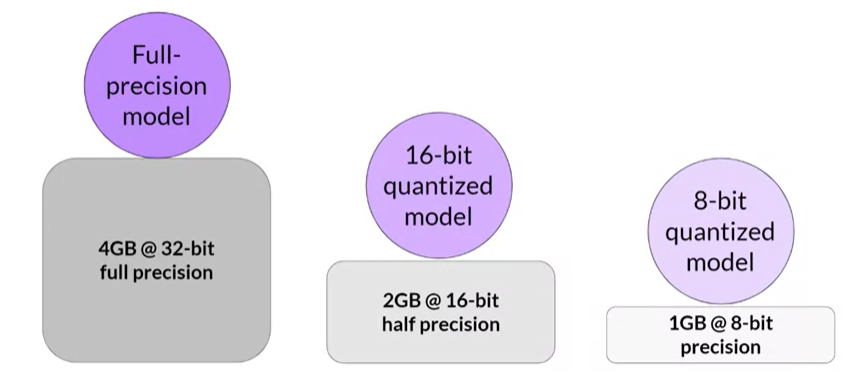 Full-
precision
model
4GB @ 32-bit
full precision
16-bit
quantized
model
2GB @ 16-bit
half precision
8-bit
quantized
model
1GB @ 8-bit
precision